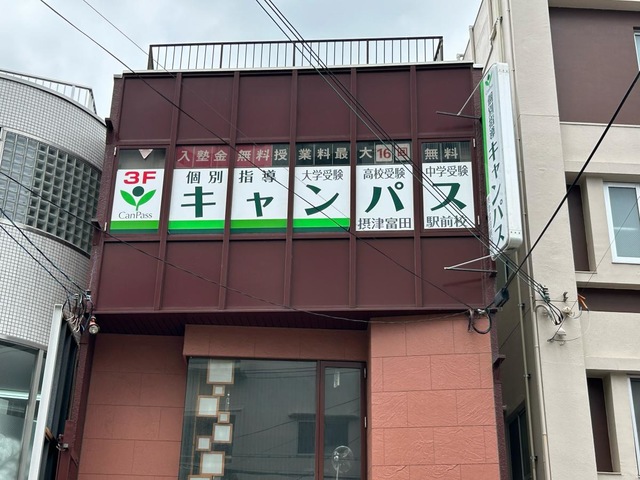 入塾金無料授業料最大16回無料
3F
CanPass
個別指導
大学受験
高校受験
中学受験
キャンパス
摂津富田
駅前校
個別指導 キャンパス